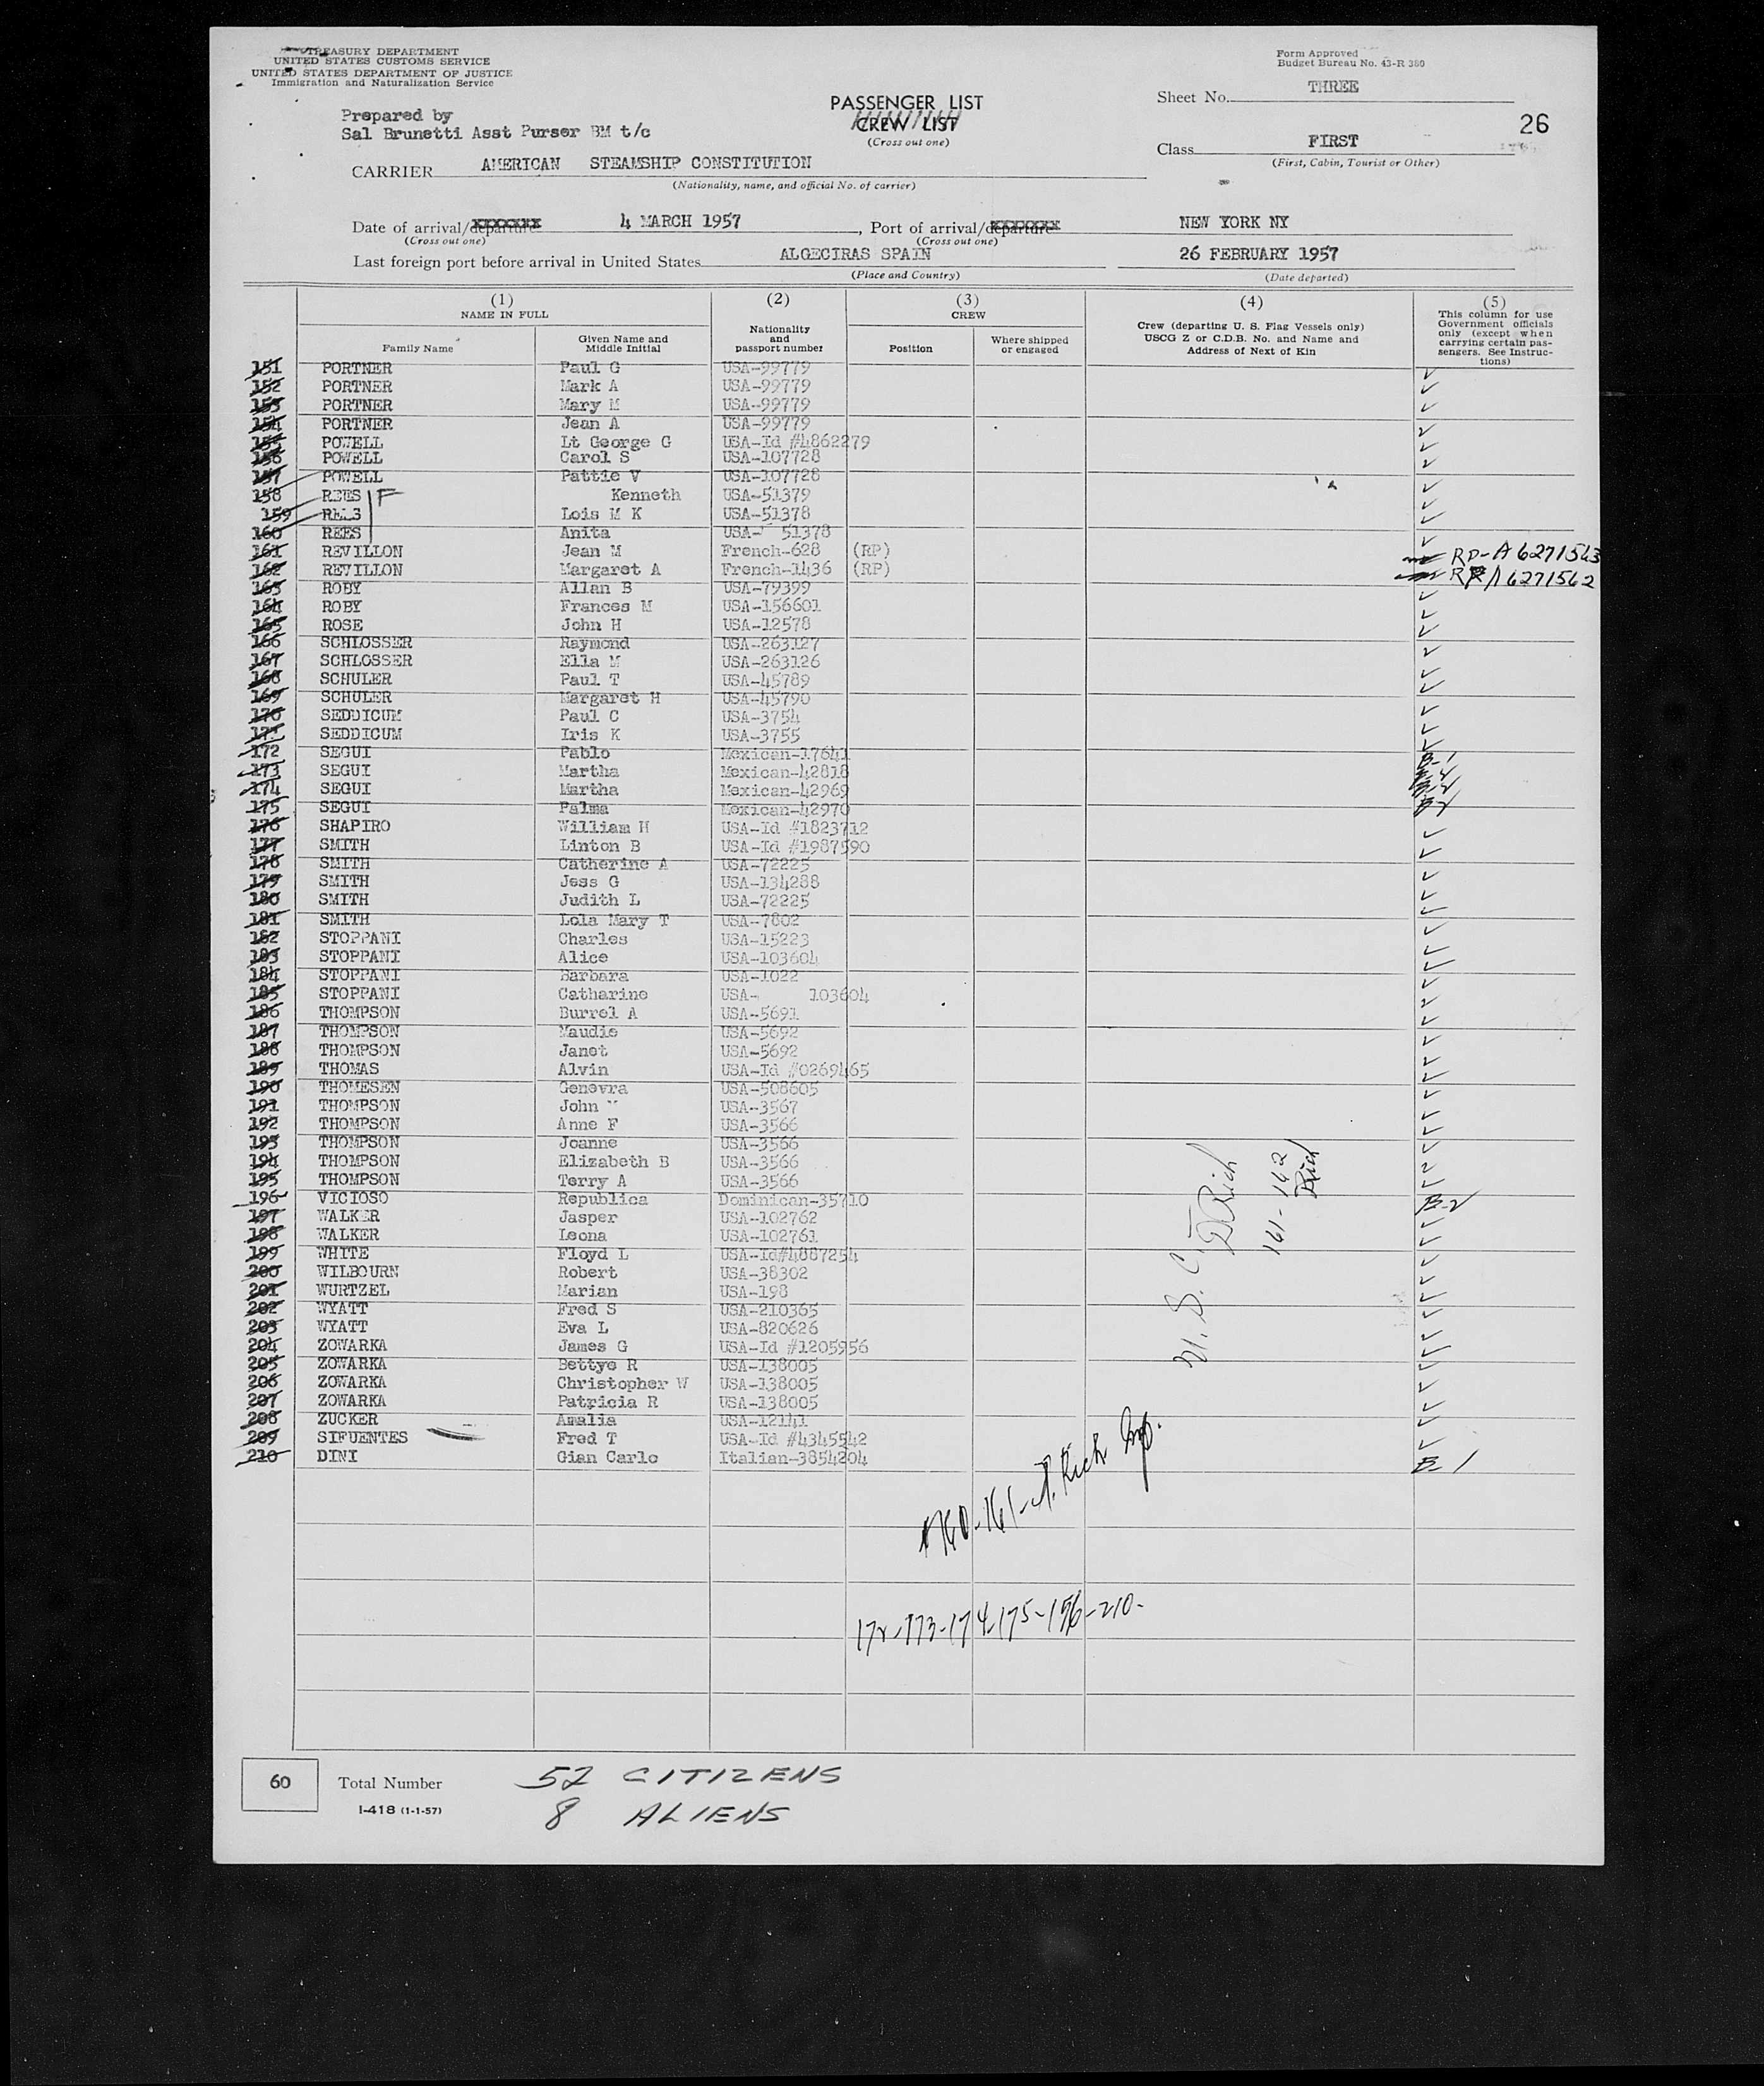 TREASURY DEPARTMENT
UNITED STATES CUSTOMS SERVICE
UNITED STATES DEPARTMENT OF JUSTICE
Immigration and Naturalization Service
Form Approved
Budget Bureau No. 43-R 380
PASSENGER LIST
CREW LIST
(Cross out one)
Sheet No. THREE
26
Prepared by
Sal Brunetti Asst Purser BM t/c
Class FIRST
(First, Cabin, Tourist or Other)
CARRIER AMERICAN STEAMSHIP CONSTITUTION
(Nationality, name, and official No. of carrier)
Date of arrival/departure 4 MARCH 1957, Port of arrival/departure NEW YORK NY
(Cross out one) (Cross out one)
Last foreign port before arrival in United States ALGECIRAS SPAIN 26 FEBRUARY 1957
(Place and Country) (Date departed)
(1) (2) (3) (4) (5)
NAME IN FULL
Family Name
Given Name and Middle Initial
Nationality and passport number
CREW
Position
Where shipped or engaged
Crew (departing U. S. Flag Vessels only)
USCG Z or C.D.B. No. and Name and
Address of Next of Kin
This column for use
Government officials
only (except when
carrying certain pas-
sengers. See Instruc-
tions)
151 PORTNER Paul G USA-99779 ✓
152 PORTNER Mark A USA-99779 ✓
153 PORTNER Mary M USA-99779 ✓
154 PORTNER Jean A USA-99779 ✓
155 POWELL Lt George G USA-Id #4862279 ✓
156 POWELL Carol S USA-107728 ✓
157 POWELL Pattie V USA-107728 ✓
158 REES F Kenneth USA-51379 ✓
159 REES Lois M K USA-51378 ✓
160 REES Anita USA- 51378 ✓
161 REVILLON Jean M French-628 (RP) RP-A6271543
162 REVILLON Margaret A French-1436 (RP) RP A6271562
163 ROBY Allan B USA-79399 ✓
164 ROBY Frances M USA-156601 ✓
165 ROSE John H USA-12578 ✓
166 SCHLOSSER Raymond USA-263127 ✓
167 SCHLOSSER Ella M USA-263126 ✓
168 SCHULER Paul T USA-45789 ✓
169 SCHULER Margaret H USA-45790 ✓
170 SEDDICUM Paul C USA-3754 ✓
171 SEDDICUM Iris K USA-3755 ✓
172 SEGUI Pablo Mexican-17641 B-1
173 SEGUI Martha Mexican-42818 B-2
174 SEGUI Martha Mexican-42969 B-2
175 SEGUI Palma Mexican-42970 B-2
176 SHAPIRO William H USA-Id #1823712 ✓
177 SMITH Linton B USA-Id #1987590 ✓
178 SMITH Catherine A USA-72225 ✓
179 SMITH Jess G USA-134288 ✓
180 SMITH Judith L USA-72225 ✓
181 SMITH Lola Mary T USA-7802 ✓
182 STOPPANI Charles USA-15223 ✓
183 STOPPANI Alice USA-103604 ✓
184 STOPPANI Barbara USA-1022 ✓
185 STOPPANI Catharine USA- 103604 ✓
186 THOMPSON Burrel A USA-5691 ✓
187 THOMPSON Maudie USA-5692 ✓
188 THOMPSON Janet USA-5692 ✓
189 THOMAS Alvin USA-Id #0269465 ✓
190 THOMESEN Genevra USA-508605 ✓
191 THOMPSON John USA-3567 ✓
192 THOMPSON Anne F USA-3566 ✓
193 THOMPSON Joanne USA-3566 ✓
194 THOMPSON Elizabeth B USA-3566 ✓
195 THOMPSON Terry A USA-3566 ✓
196 VICIOSO Republica Dominican-35710 B-2
197 WALKER Jasper USA-102762 ✓
198 WALKER Leona USA-102761 ✓
199 WHITE Floyd L USA-Id#4887254 ✓
200 WILBOURN Robert USA-38302 ✓
201 WURTZEL Marian USA-198 ✓
202 WYATT Fred S USA-210365 ✓
203 WYATT Eva L USA-820626 ✓
204 ZOWARKA James G USA-Id #1205956 ✓
205 ZOWARKA Bettye R USA-138005 ✓
206 ZOWARKA Christopher W USA-138005 ✓
207 ZOWARKA Patricia R USA-138005 ✓
208 ZUCKER Amalia USA-12141 ✓
209 SIFUENTES Fred T USA-Id #4345542 ✓
210 DINI Gian Carlo Italian-3854204 B-1
U. S. C.
D Rich
161-162
Rich
160-161-A. Rich Imp.
172-173-174-175-196-210-
60 Total Number
I-418 (1-1-57)
52 CITIZENS
8 ALIENS